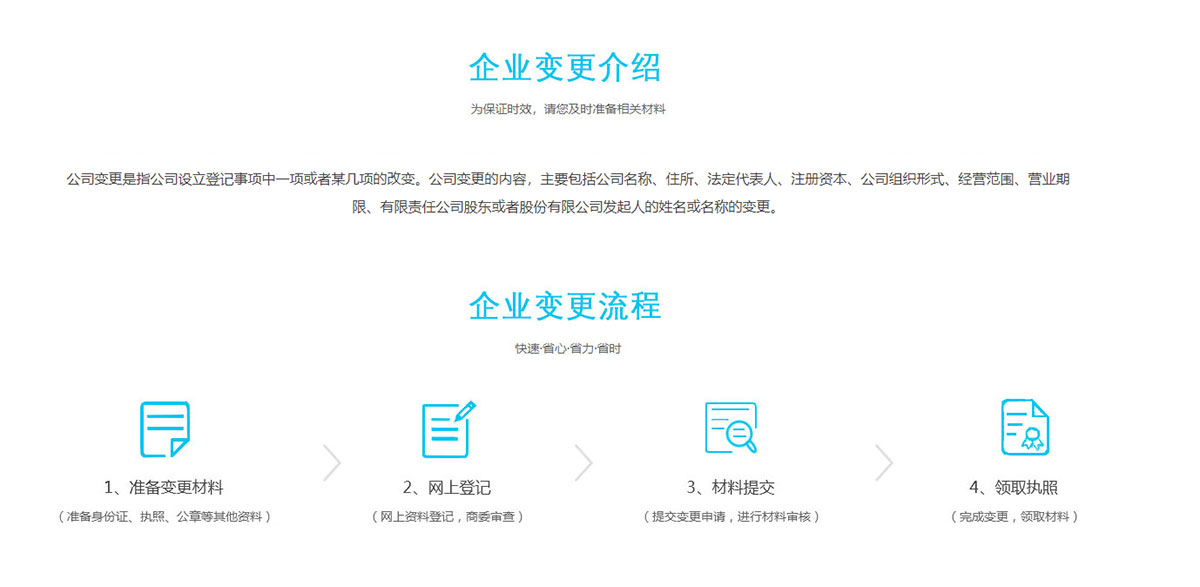 企业变更介绍
为保证时效，请您及时准备相关材料
公司变更是指公司设立登记事项中一项或者某几项的改变。公司变更的内容，主要包括公司名称、住所、法定代表人、注册资本、公司组织形式、经营范围、营业期
限、有限责任公司股东或者股份有限公司发起人的姓名或名称的变更。
企业变更流程
快速·省心·省力·省时
1、准备变更材料
（准备身份证、执照、公章等其他资料）
2、网上登记
（网上资料登记，商委审查）
3、材料提交
（提交变更申请，进行材料审核）
4、领取执照
（完成变更，领取材料）